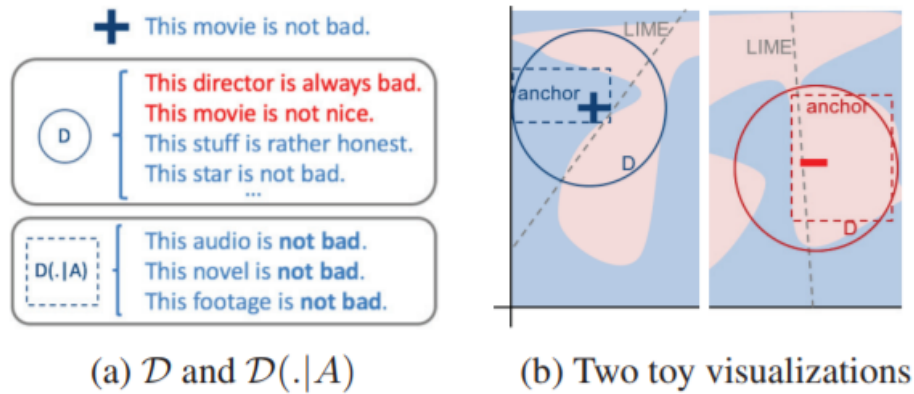 This movie is not bad.
D
This director is always bad.
This movie is not nice.
This stuff is rather honest.
This star is not bad.
...
D(.|A)
This audio is not bad.
This novel is not bad.
This footage is not bad.
(a) 𝒟 and 𝒟(.|A)
LIME
anchor
D
LIME
anchor
D
(b) Two toy visualizations